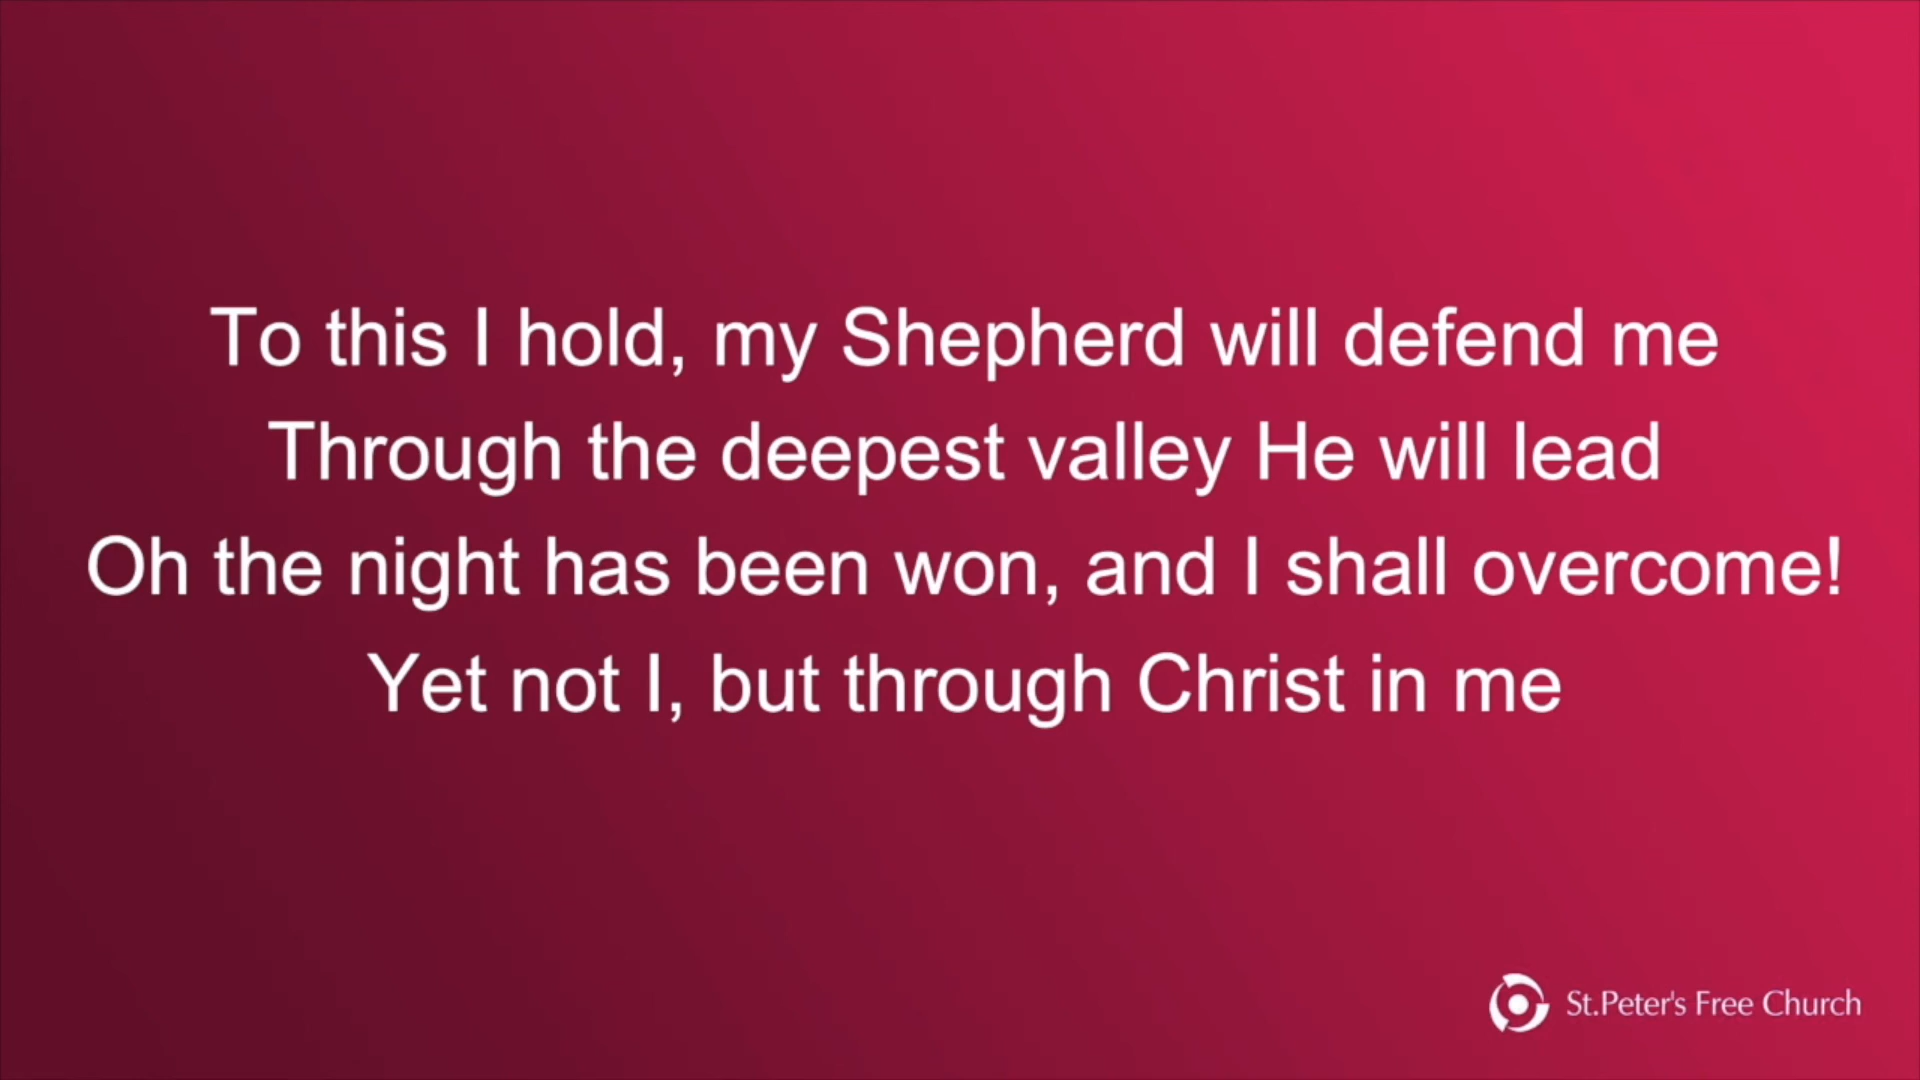 To this I hold, my Shepherd will defend me
Through the deepest valley He will lead
Oh the night has been won, and I shall overcome!
Yet not I, but through Christ in me
St.Peter's Free Church